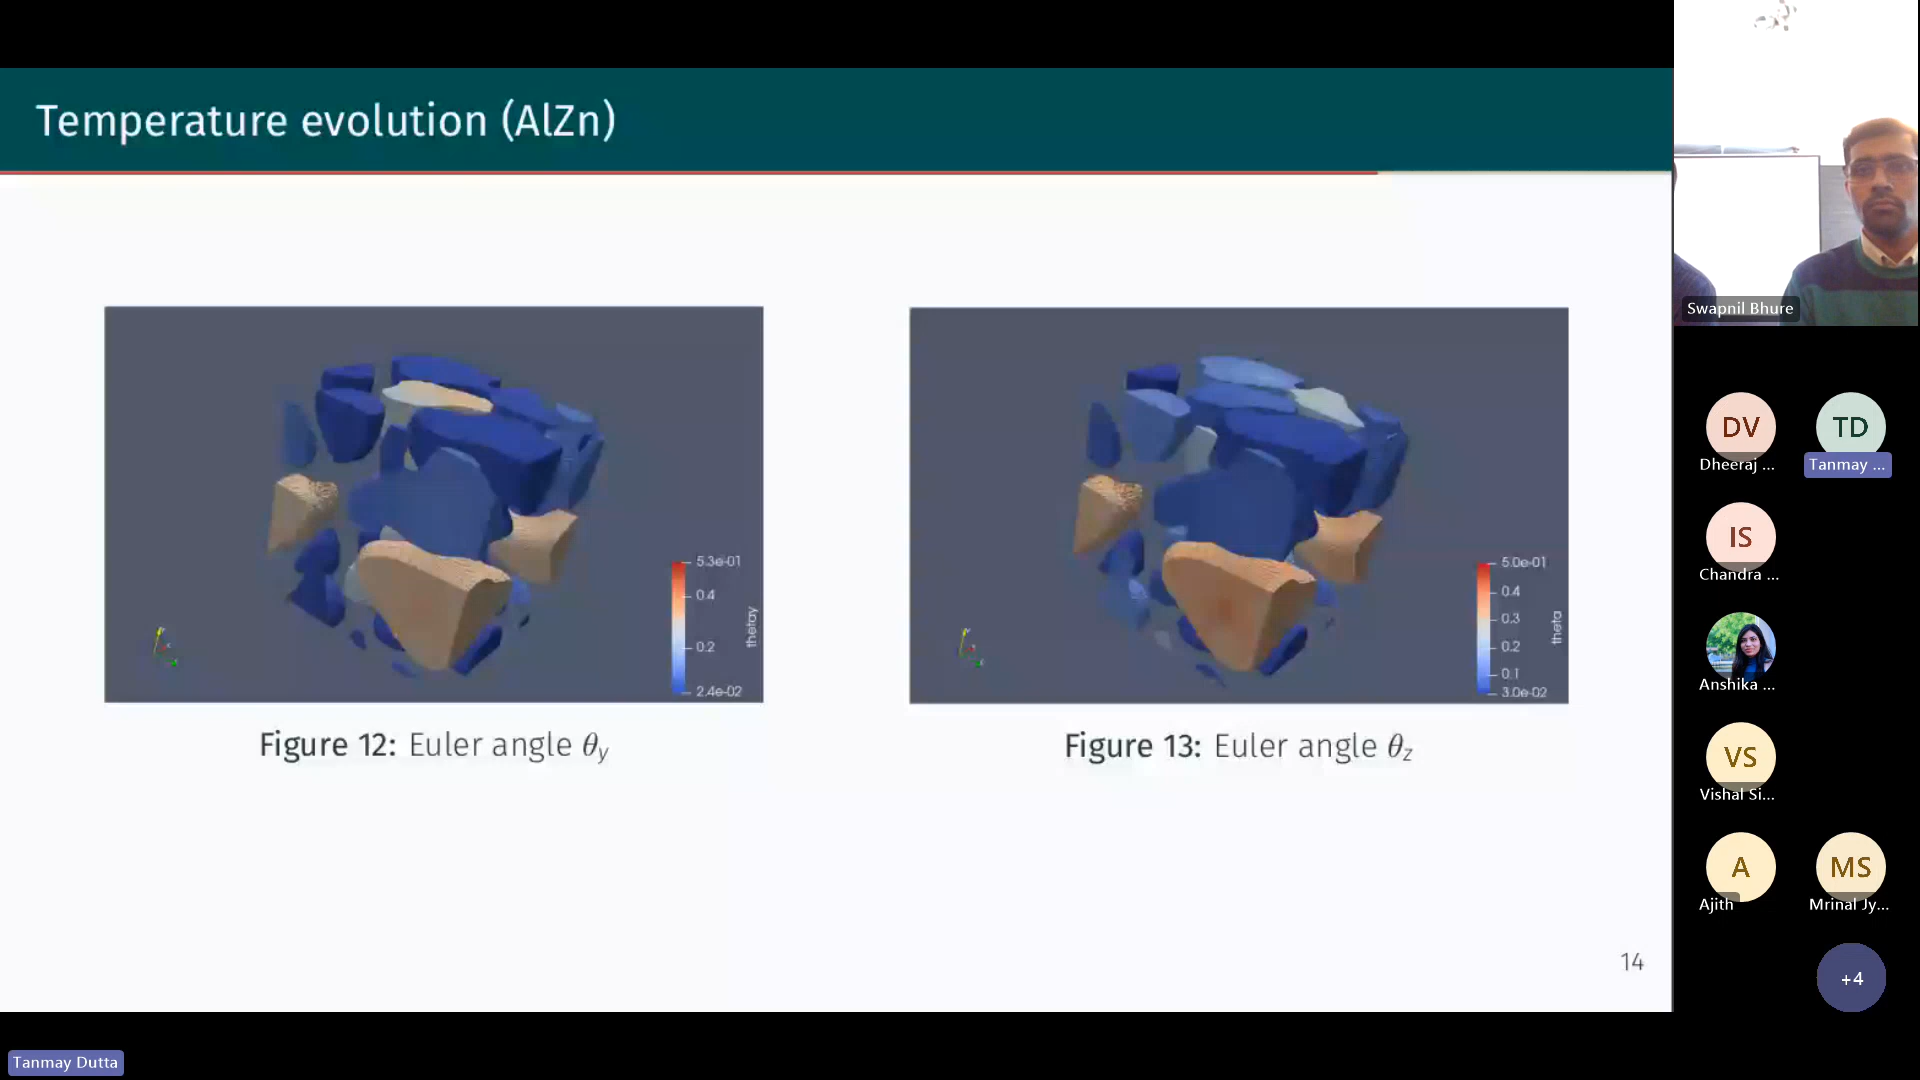 Temperature evolution (AlZn)
5.3e-01
0.4
0.2
2.4e-02
thetay
Figure 12: Euler angle θy
5.0e-01
0.4
0.3
0.2
0.1
3.0e-02
theta
Figure 13: Euler angle θz
14
Tanmay Dutta
Swapnil Bhure
DV
Dheeraj ...
TD
Tanmay ...
IS
Chandra ...
Anshika ...
VS
Vishal Si...
A
Ajith
MS
Mrinal Jy...
+4